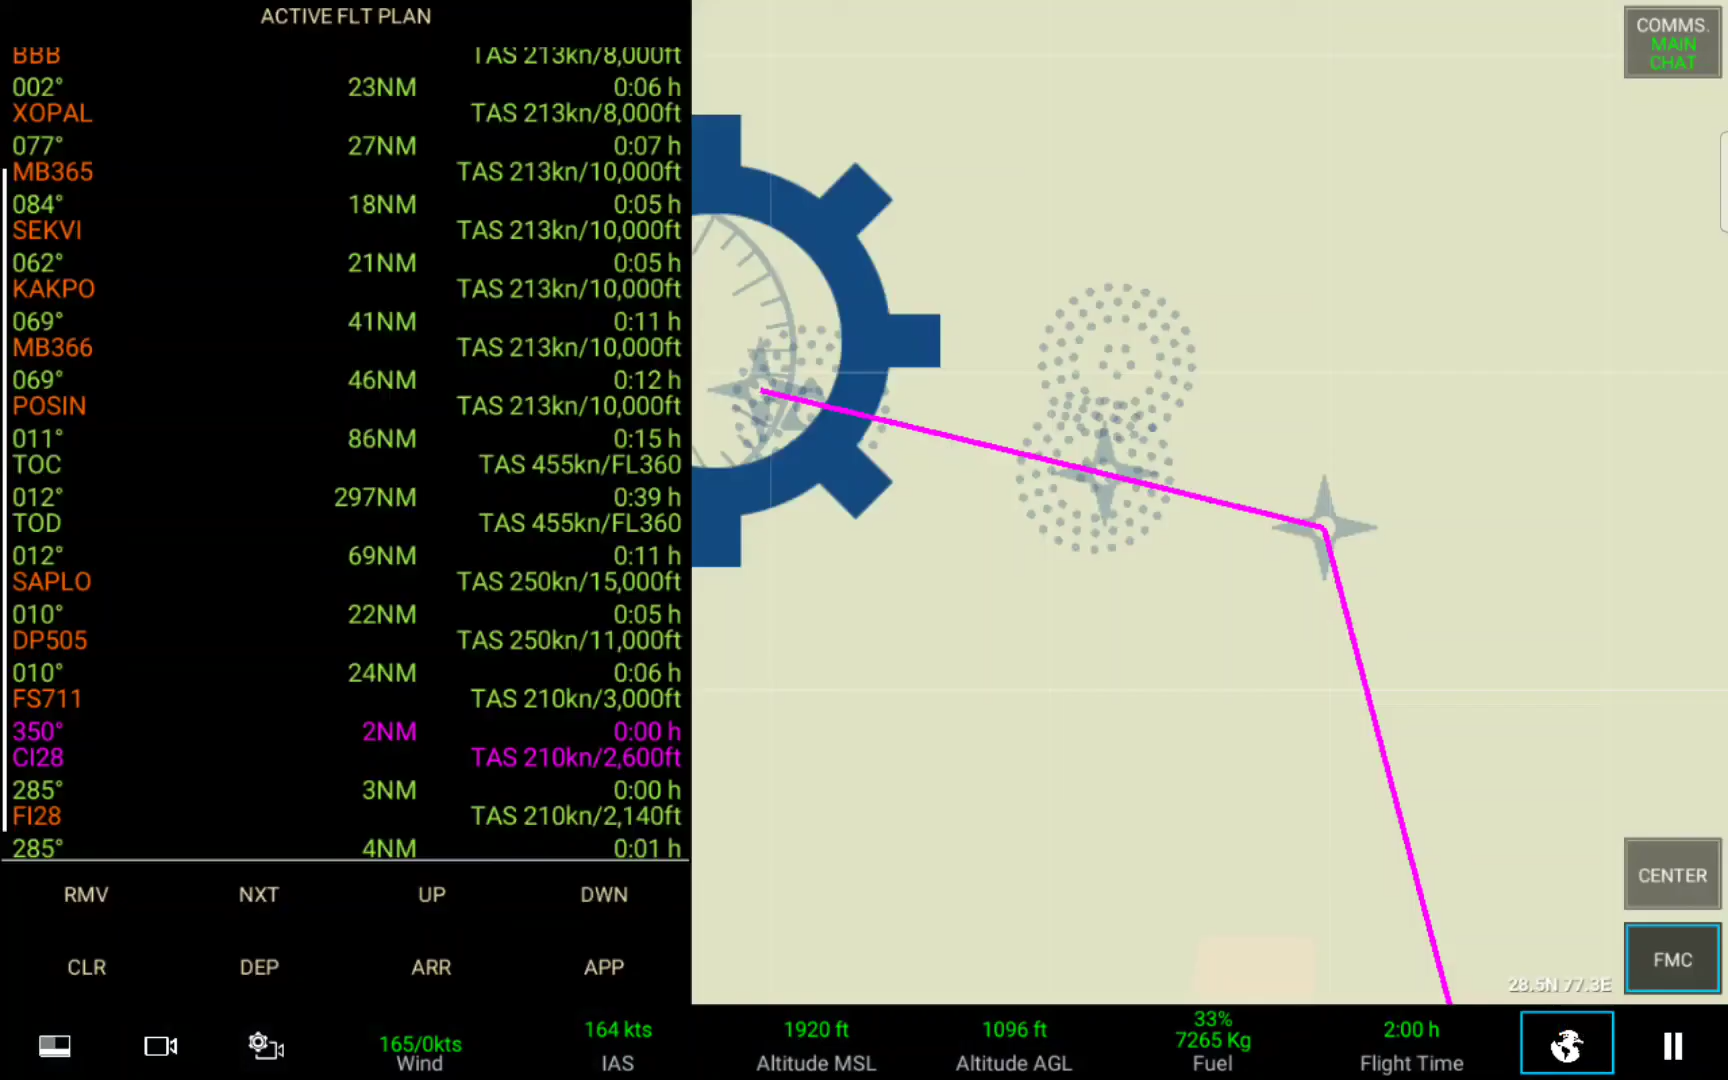 ACTIVE FLT PLAN
BBB TAS 213kn/8,000ft
002° 23NM 0:06 h
XOPAL TAS 213kn/8,000ft
077° 27NM 0:07 h
MB365 TAS 213kn/10,000ft
084° 18NM 0:05 h
SEKVI TAS 213kn/10,000ft
062° 21NM 0:05 h
KAKPO TAS 213kn/10,000ft
069° 41NM 0:11 h
MB366 TAS 213kn/10,000ft
069° 46NM 0:12 h
POSIN TAS 213kn/10,000ft
011° 86NM 0:15 h
TOC TAS 455kn/FL360
012° 297NM 0:39 h
TOD TAS 455kn/FL360
012° 69NM 0:11 h
SAPLO TAS 250kn/15,000ft
010° 22NM 0:05 h
DP505 TAS 250kn/11,000ft
010° 24NM 0:06 h
FS711 TAS 210kn/3,000ft
350° 2NM 0:00 h
CI28 TAS 210kn/2,600ft
285° 3NM 0:00 h
FI28 TAS 210kn/2,140ft
285° 4NM 0:01 h
RMV NXT UP DWN
CLR DEP ARR APP
COMMS.
MAIN
CHAT
CENTER
FMC
28.5N 77.3E
165/0kts
Wind
164 kts
IAS
1920 ft
Altitude MSL
1096 ft
Altitude AGL
33%
7265 Kg
Fuel
2:00 h
Flight Time